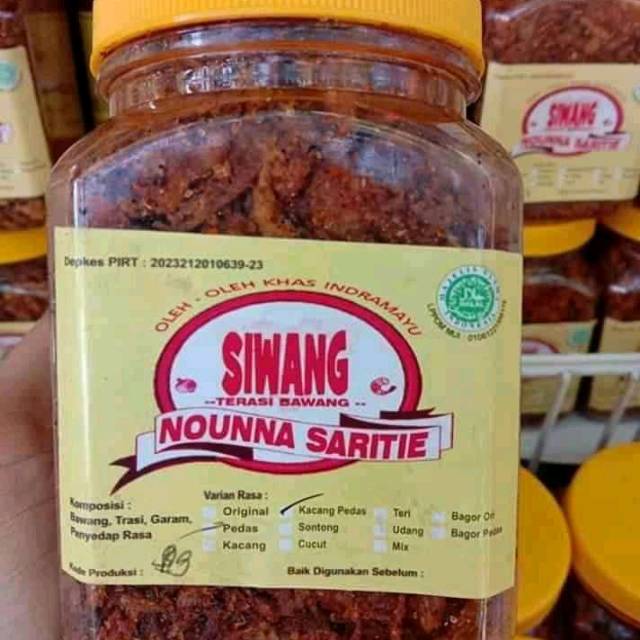 Depkes PIRT : 2023212010639-23
OLEH - OLEH KHAS INDRAMAYU
SIWANG
--TERASI BAWANG --
NOUNNA SARITIE
Komposisi :
Bawang, Trasi, Garam,
Penyedap Rasa
Varian Rasa :
Original
Pedas
Kacang
Kacang Pedas
Sontong
Cucut
Teri
Udang
Mix
Bagor Ori
Bagor Pedas
Kode Produksi :
Baik Digunakan Sebelum :
SIWANG
NOUNNA SARITIE